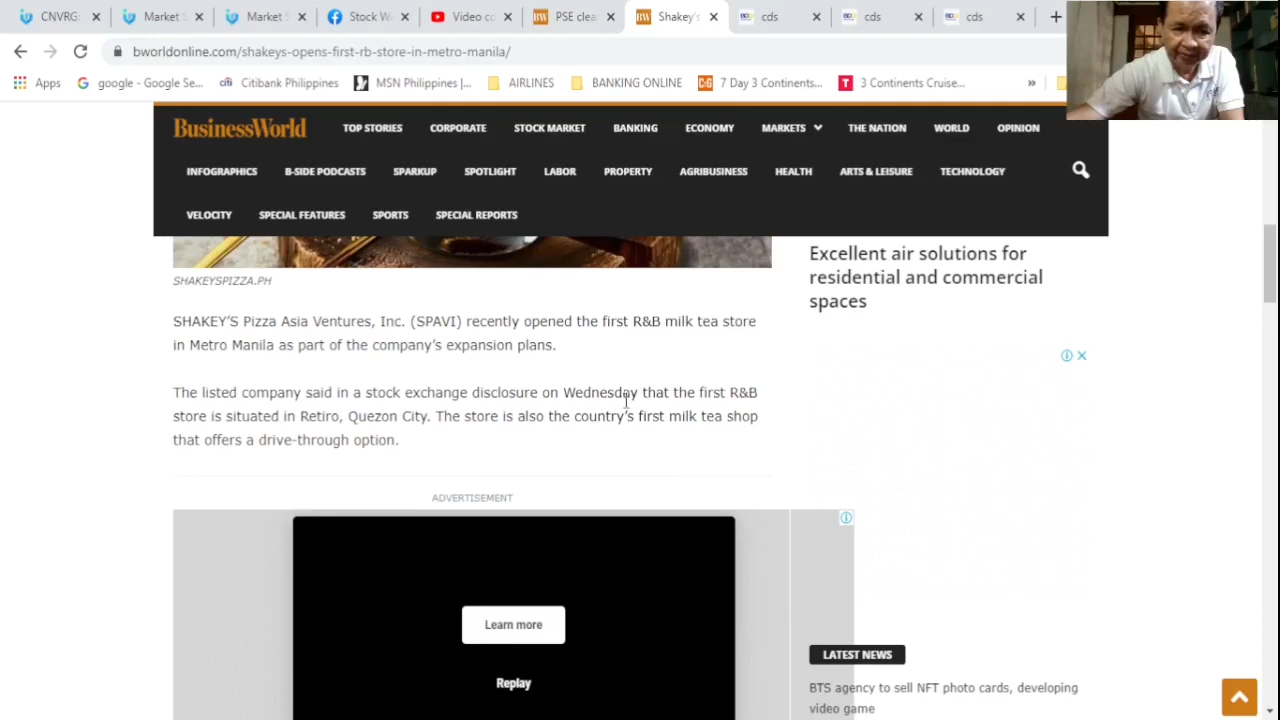 CNVRG:
Market S
Market S
Stock W
Video co
PSE clea
Shakey's
cds
cds
cds
bworldonline.com/shakeys-opens-first-rb-store-in-metro-manila/
Apps
google - Google Se...
Citibank Philippines
MSN Philippines |...
AIRLINES
BANKING ONLINE
7 Day 3 Continents...
3 Continents Cruise...
BusinessWorld
TOP STORIES
CORPORATE
STOCK MARKET
BANKING
ECONOMY
MARKETS
THE NATION
WORLD
OPINION
INFOGRAPHICS
B-SIDE PODCASTS
SPARKUP
SPOTLIGHT
LABOR
PROPERTY
AGRIBUSINESS
HEALTH
ARTS & LEISURE
TECHNOLOGY
VELOCITY
SPECIAL FEATURES
SPORTS
SPECIAL REPORTS
SHAKEYSPIZZA.PH
SHAKEY'S Pizza Asia Ventures, Inc. (SPAVI) recently opened the first R&B milk tea store
in Metro Manila as part of the company's expansion plans.
The listed company said in a stock exchange disclosure on Wednesday that the first R&B
store is situated in Retiro, Quezon City. The store is also the country's first milk tea shop
that offers a drive-through option.
ADVERTISEMENT
Learn more
Replay
Excellent air solutions for
residential and commercial
spaces
LATEST NEWS
BTS agency to sell NFT photo cards, developing
video game